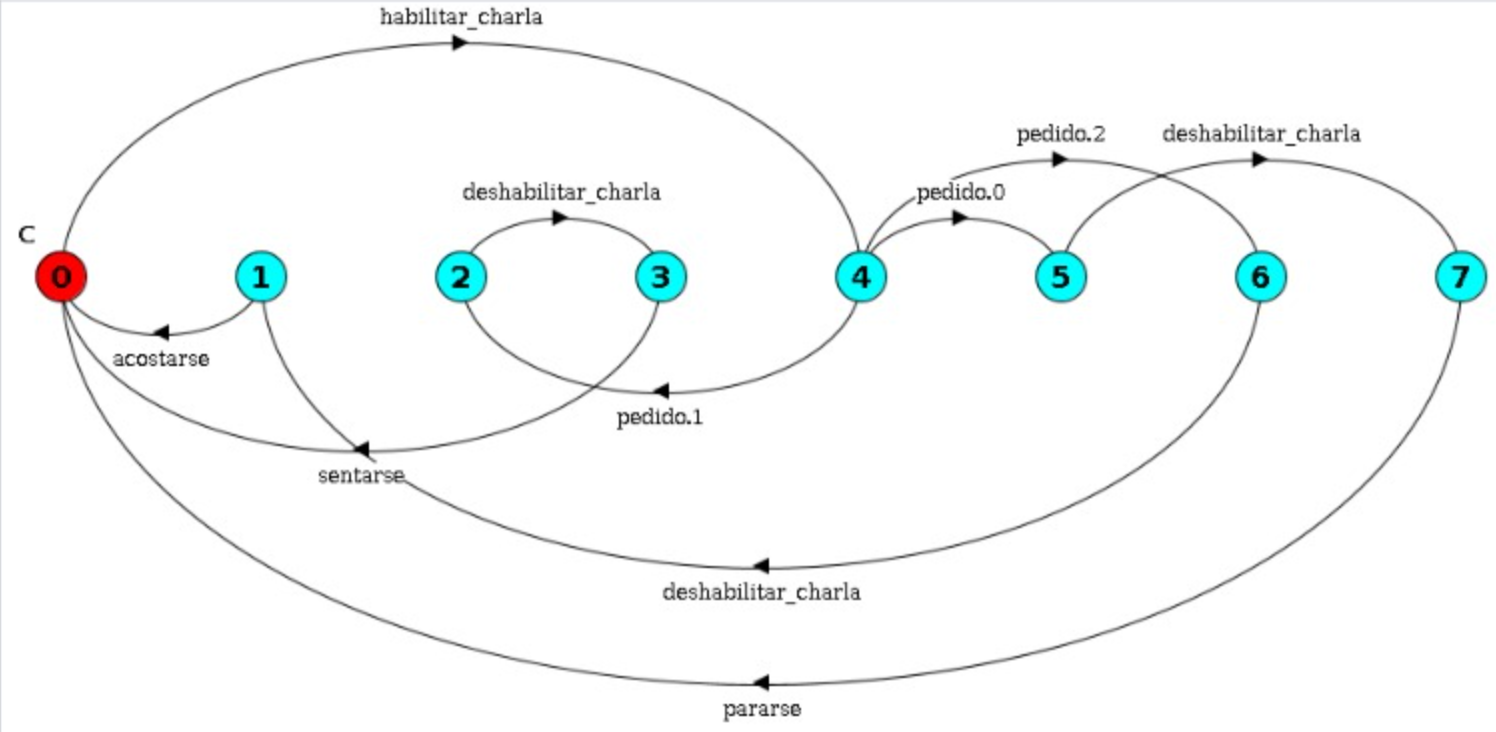 habilitar_charla
pedido.2
deshabilitar_charla
deshabilitar_charla
pedido.0
C
0
1
2
3
4
5
6
7
acostarse
pedido.1
sentarse
deshabilitar_charla
pararse